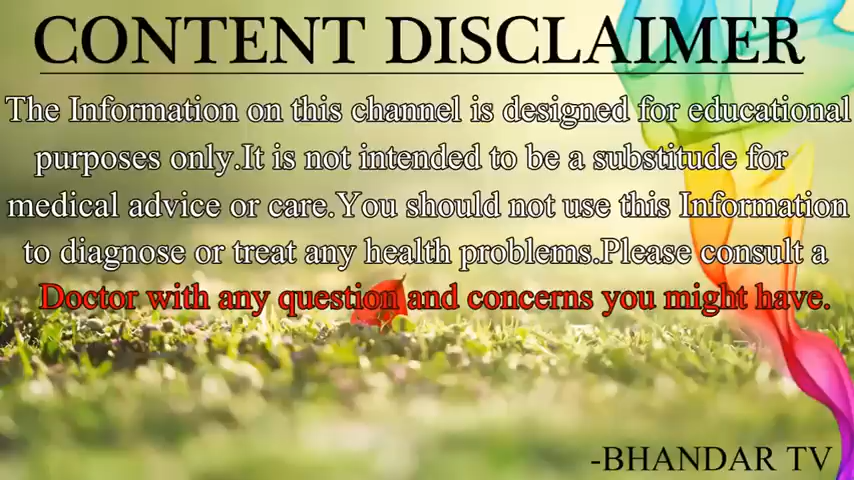 CONTENT DISCLAIMER
The Information on this channel is designed for educational
purposes only.It is not intended to be a substitude for
medical advice or care.You should not use this Information
to diagnose or treat any health problems.Please consult a
Doctor with any question and concerns you might have.
-BHANDAR TV